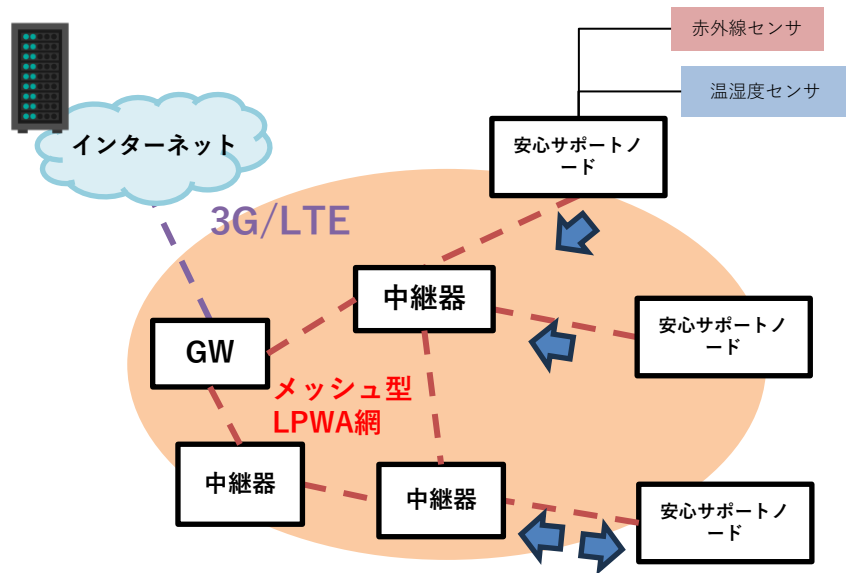 赤外線センサ
温湿度センサ
インターネット
安心サポートノ
ード
3G/LTE
中継器
安心サポートノ
ード
GW
メッシュ型
LPWA網
中継器
中継器
安心サポートノ
ード